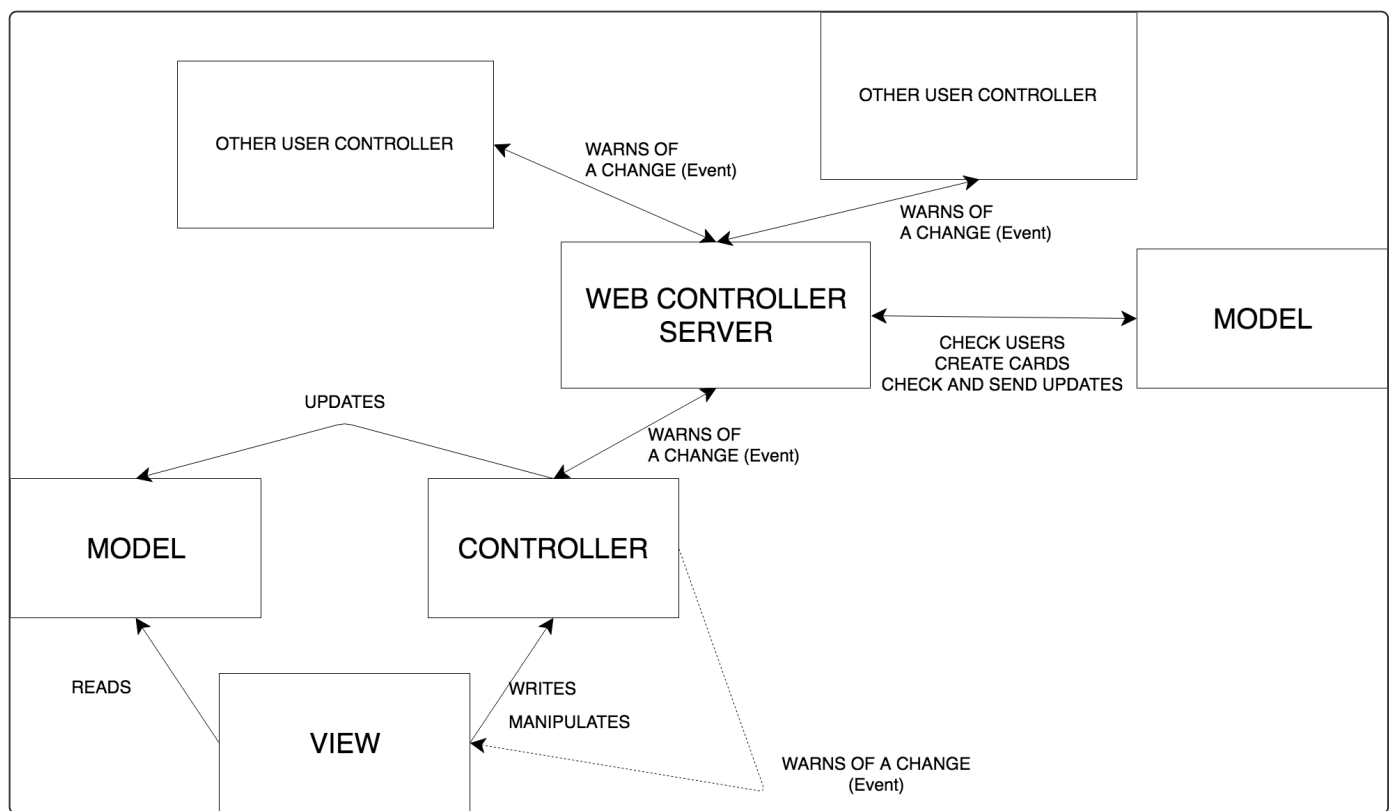 OTHER USER CONTROLLER
OTHER USER CONTROLLER
WARNS OF
A CHANGE (Event)
WARNS OF
A CHANGE (Event)
WEB CONTROLLER
SERVER
MODEL
CHECK USERS
CREATE CARDS
CHECK AND SEND UPDATES
UPDATES
WARNS OF
A CHANGE (Event)
MODEL
CONTROLLER
READS
WRITES
MANIPULATES
VIEW
WARNS OF A CHANGE
(Event)